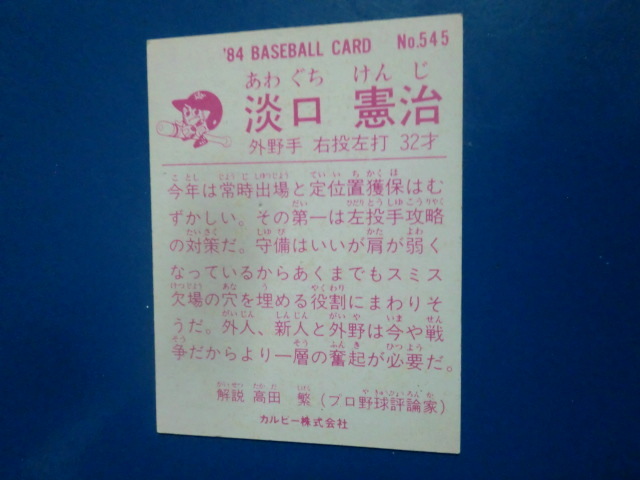 '84 BASEBALL CARD No.545
あわ ぐち けん じ
淡口 憲治
外野手 右投左打 32才
今年は常時出場と定位置獲保はむ
ずかしい。その第一は左投手攻略
の対策だ。守備はいいが肩が弱く
なっているからあくまでもスミス
欠場の穴を埋める役割にまわりそ
うだ。外人、新人と外野は今や戦
争だからより一層の奮起が必要だ。
解説 高田 繁 (プロ野球評論家)
カルビー株式会社